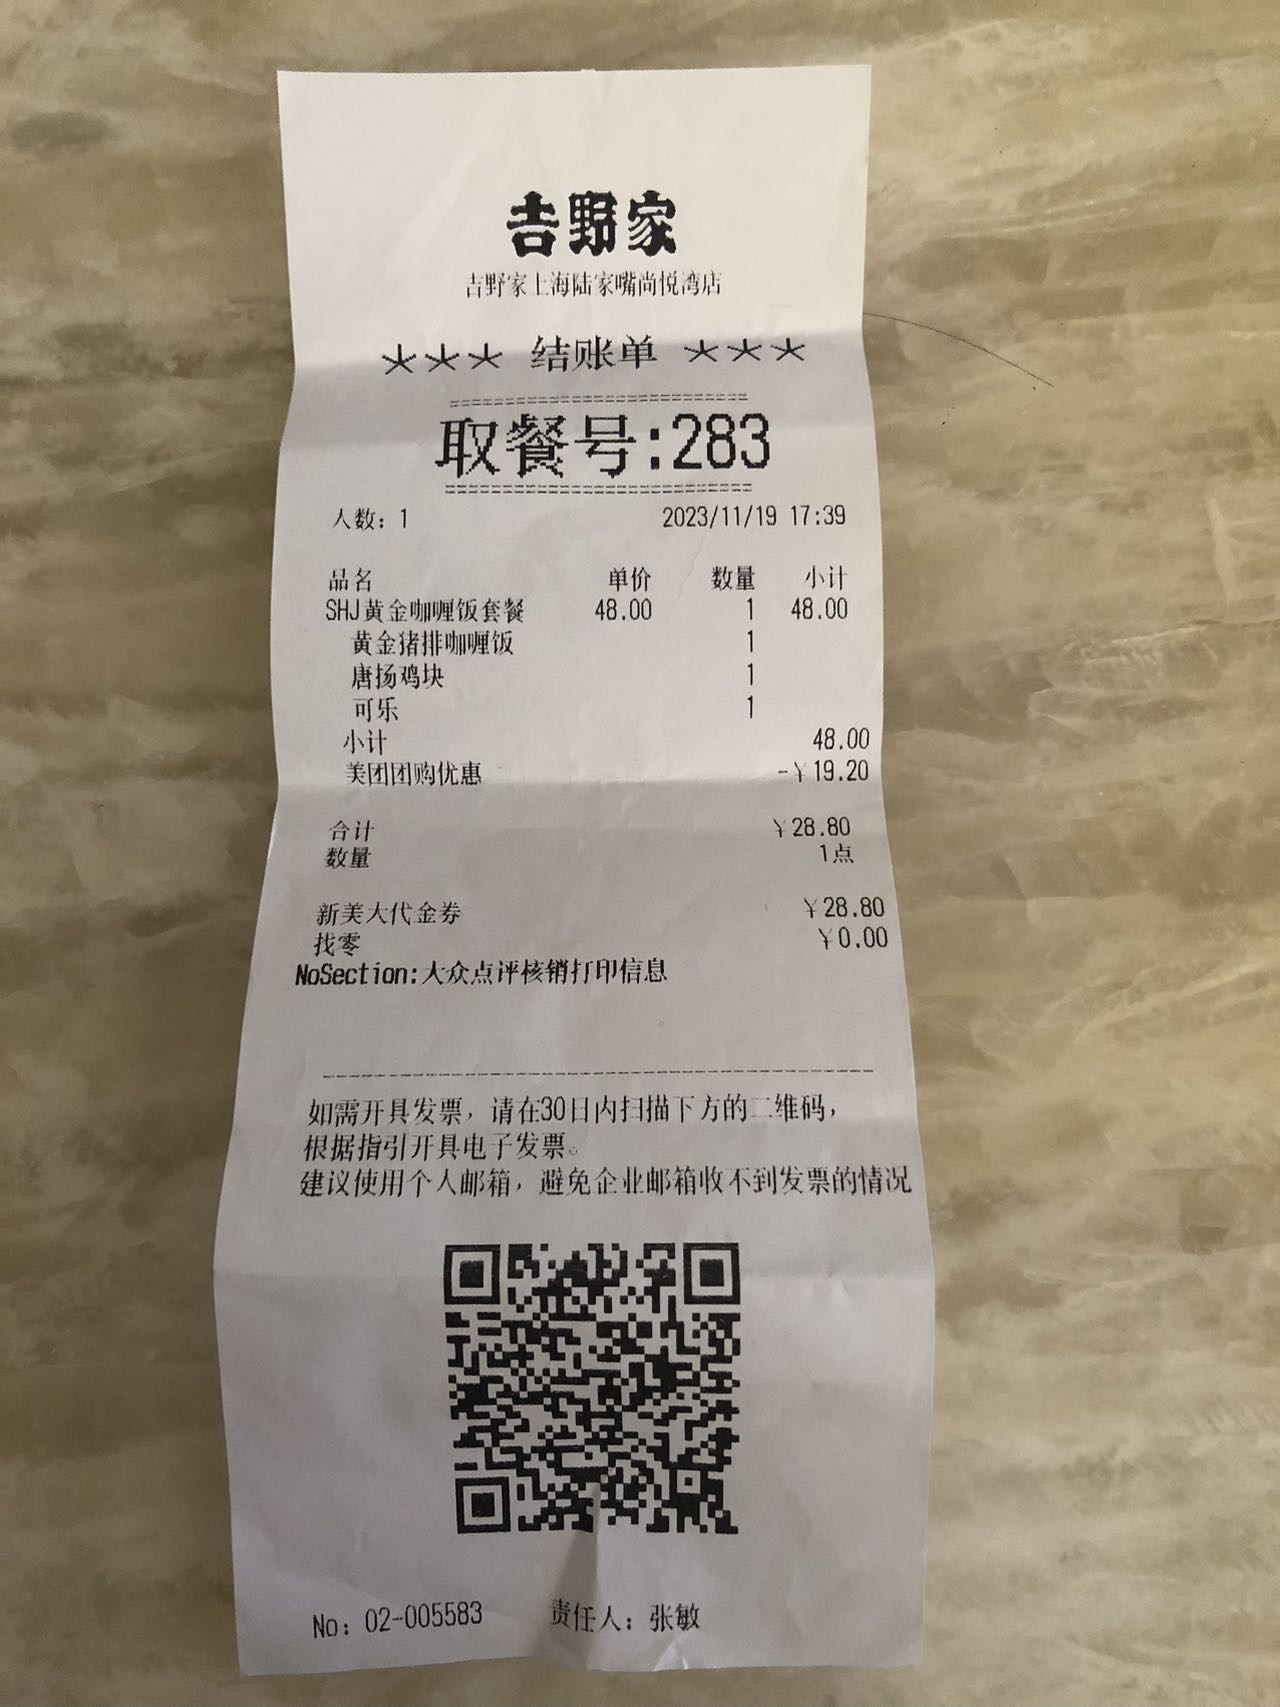 吉野家
吉野家上海陆家嘴尚悦湾店
*** 结账单 ***
取餐号:283
人数：1 2023/11/19 17:39
品名 单价 数量 小计
SHJ黄金咖喱饭套餐 48.00 1 48.00
黄金猪排咖喱饭 1
唐扬鸡块 1
可乐 1
小计 48.00
美团团购优惠 -￥19.20
合计 ￥28.80
数量 1点
新美大代金券 ￥28.80
找零 ￥0.00
NoSection:大众点评核销打印信息
如需开具发票，请在30日内扫描下方的二维码，
根据指引开具电子发票。
建议使用个人邮箱，避免企业邮箱收不到发票的情况
No：02-005583 责任人：张敏